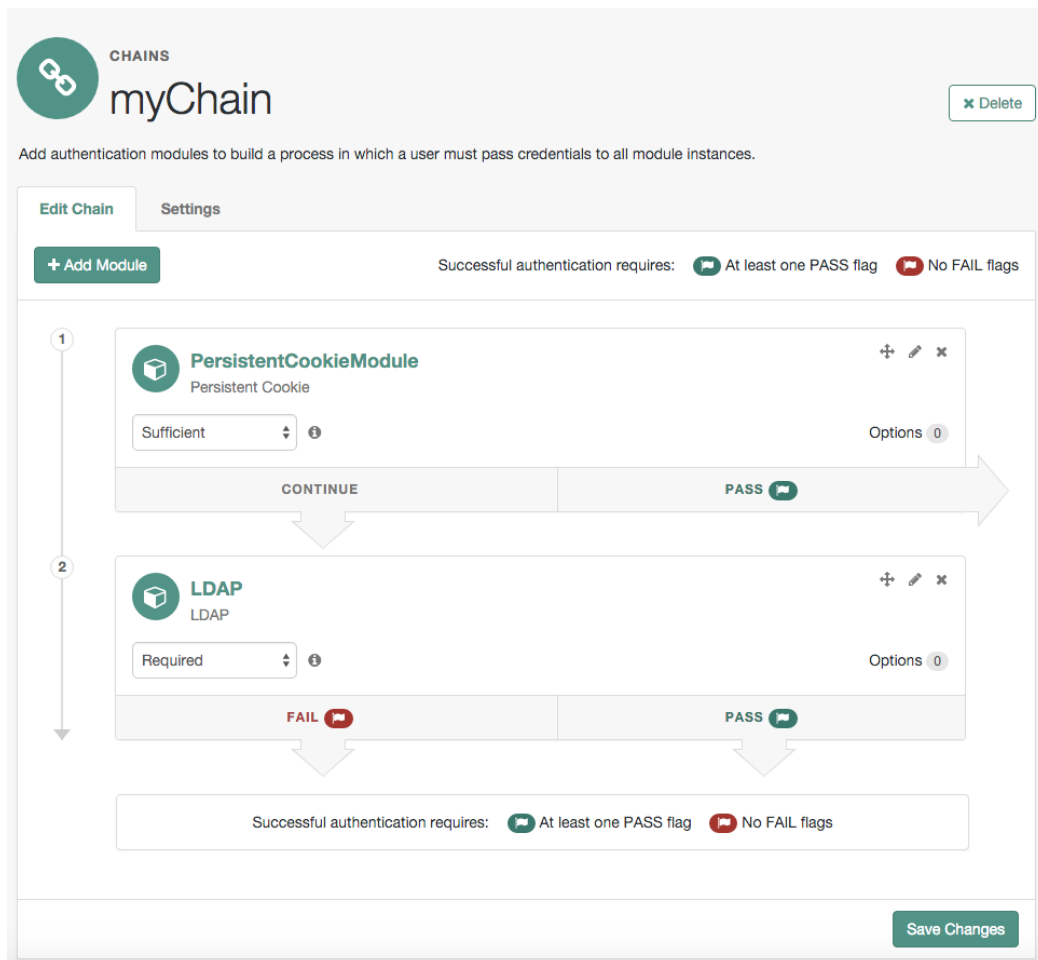 CHAINS
myChain
Delete
Add authentication modules to build a process in which a user must pass credentials to all module instances.
Edit Chain Settings
+ Add Module Successful authentication requires: At least one PASS flag No FAIL flags
1
PersistentCookieModule
Persistent Cookie
Sufficient Options 0
CONTINUE PASS
2
LDAP
LDAP
Required Options 0
FAIL PASS
Successful authentication requires: At least one PASS flag No FAIL flags
Save Changes